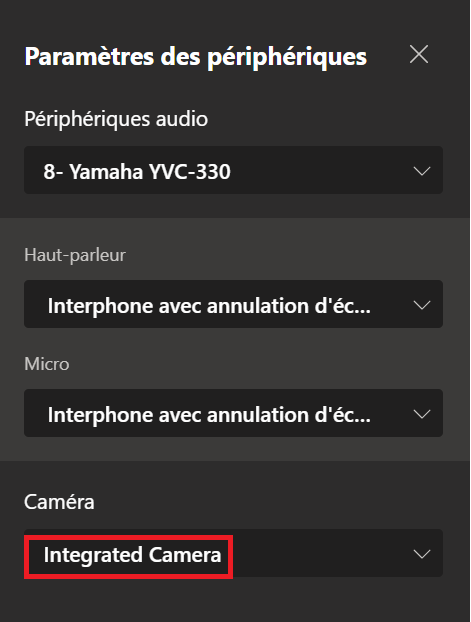 Paramètres des périphériques
Périphériques audio
8- Yamaha YVC-330
Haut-parleur
Interphone avec annulation d'éc...
Micro
Interphone avec annulation d'éc...
Caméra
Integrated Camera